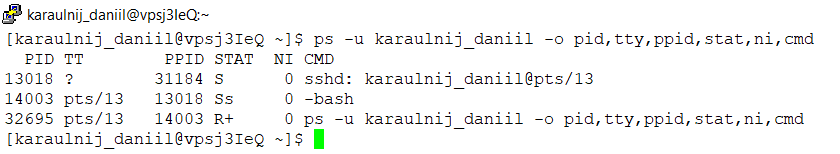 karaulnij_daniil@vpsj3IeQ:~
[karaulnij_daniil@vpsj3IeQ ~]$ ps -u karaulnij_daniil -o pid,tty,ppid,stat,ni,cmd
  PID TT        PPID STAT  NI CMD
13018 ?        31184 S      0 sshd: karaulnij_daniil@pts/13
14003 pts/13   13018 Ss     0 -bash
32695 pts/13   14003 R+     0 ps -u karaulnij_daniil -o pid,tty,ppid,stat,ni,cmd
[karaulnij_daniil@vpsj3IeQ ~]$